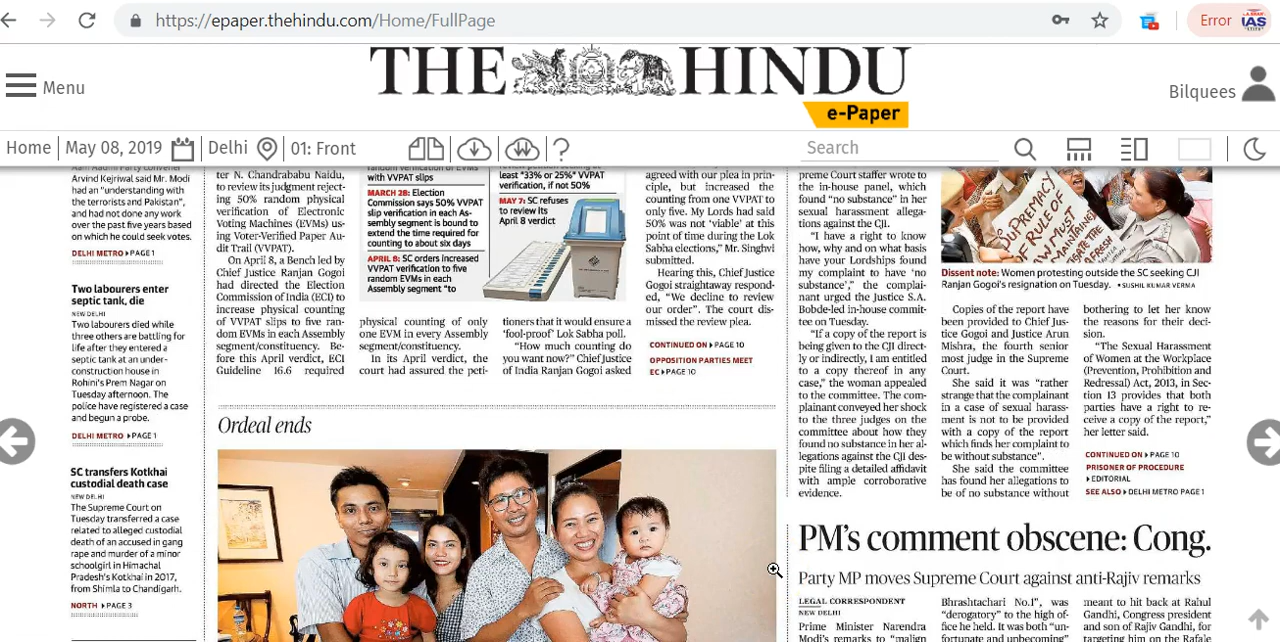 https://epaper.thehindu.com/Home/FullPage
Error
IAS
THE HINDU
e-Paper
Menu
Bilquees
Home
May 08, 2019
Delhi
01: Front
?
Search
Arvind Kejriwal said Mr. Modi
had an “understanding with
the terrorists and Pakistan”,
and had not done any work
over the past five years based
on which he could seek votes.
DELHI METRO ▸ PAGE 1
Two labourers enter
septic tank, die
NEW DELHI
Two labourers died while
three others are battling for
life after they entered a
septic tank at an under-
construction house in
Rohini's Prem Nagar on
Tuesday afternoon. The
police have registered a case
and begun a probe.
DELHI METRO ▸ PAGE 1
SC transfers Kotkhai
custodial death case
NEW DELHI
The Supreme Court on
Tuesday transferred a case
related to alleged custodial
death of an accused in gang
rape and murder of a minor
schoolgirl in Himachal
Pradesh's Kotkhai in 2017,
from Shimla to Chandigarh.
NORTH ▸ PAGE 3
ter N. Chandrababu Naidu,
to review its judgment reject-
ing 50% random physical
verification of Electronic
Voting Machines (EVMs) us-
ing Voter-Verified Paper Au-
dit Trail (VVPAT).
On April 8, a Bench led by
Chief Justice Ranjan Gogoi
had directed the Election
Commission of India (ECI) to
increase physical counting
of VVPAT slips to five ran-
dom EVMs in each Assembly
segment/constituency. Be-
fore this April verdict, ECI
Guideline 16.6 required
random verification of EVMs
with VVPAT slips
MARCH 28: Election
Commission says 50% VVPAT
slip verification in each As-
sembly segment is bound to
extend the time required for
counting to about six days
APRIL 8: SC orders increased
VVPAT verification to five
random EVMs in each
Assembly segment “to
least “33% or 25%” VVPAT
verification, if not 50%
MAY 7: SC refuses
to review its
April 8 verdict
physical counting of only
one EVM in every Assembly
segment/constituency.
In its April verdict, the
court had assured the peti-
tioners that it would ensure a
‘fool-proof’ Lok Sabha poll.
“How much counting do
you want now?” Chief Justice
of India Ranjan Gogoi asked
agreed with our plea in prin-
ciple, but increased the
counting from one VVPAT to
only five. My Lords had said
50% was not ‘viable’ at this
point of time during the Lok
Sabha elections,” Mr. Singhvi
submitted.
Hearing this, Chief Justice
Gogoi straightaway respond-
ed, “We decline to review
our order”. The court dis-
missed the review plea.
CONTINUED ON ▸ PAGE 10
OPPOSITION PARTIES MEET
EC ▸ PAGE 10
Ordeal ends
preme Court staffer wrote to
the in-house panel, which
found “no substance” in her
sexual harassment allega-
tions against the CJI.
“I have a right to know
how, why and on what basis
have your Lordships found
my complaint to have ‘no
substance’,” the complai-
nant urged the Justice S.A.
Bobde-led in-house commit-
tee on Tuesday.
“If a copy of the report is
being given to the CJI direct-
ly or indirectly, I am entitled
to a copy thereof in any
case,” the woman appealed
to the committee. The com-
plainant conveyed her shock
to the three judges on the
committee about how they
found no substance in her al-
legations against the CJI des-
pite filing a detailed affidavit
with ample corroborative
evidence.
SUPREMACY
RULE OF
MUST
MAINTAINED
Dissent note: Women protesting outside the SC seeking CJI
Ranjan Gogoi's resignation on Tuesday. • SUSHIL KUMAR VERMA
Copies of the report have
been provided to Chief Jus-
tice Gogoi and Justice Arun
Mishra, the fourth senior
most judge in the Supreme
Court.
She said it was “rather
strange that the complainant
in a case of sexual harass-
ment is not to be provided
with a copy of the report
which finds her complaint to
be without substance”.
She said the committee
has found her allegations to
be of no substance without
bothering to let her know
the reasons for their deci-
sion.
“The Sexual Harassment
of Women at the Workplace
(Prevention, Prohibition and
Redressal) Act, 2013, in Sec-
tion 13 provides that both
parties have a right to re-
ceive a copy of the report,”
her letter said.
CONTINUED ON ▸ PAGE 10
PRISONER OF PROCEDURE
▸ EDITORIAL
SEE ALSO ▸ DELHI METRO PAGE 1
PM’s comment obscene: Cong.
Party MP moves Supreme Court against anti-Rajiv remarks
LEGAL CORRESPONDENT
NEW DELHI
Prime Minister Narendra
Modi's remarks to “malign
Bhrashtachari No.1”, was
“derogatory” to the high of-
fice he held. It was both “un-
fortunate and unbecoming”
meant to hit back at Rahul
Gandhi, Congress president
and son of Rajiv Gandhi, for
targeting him on the Rafale